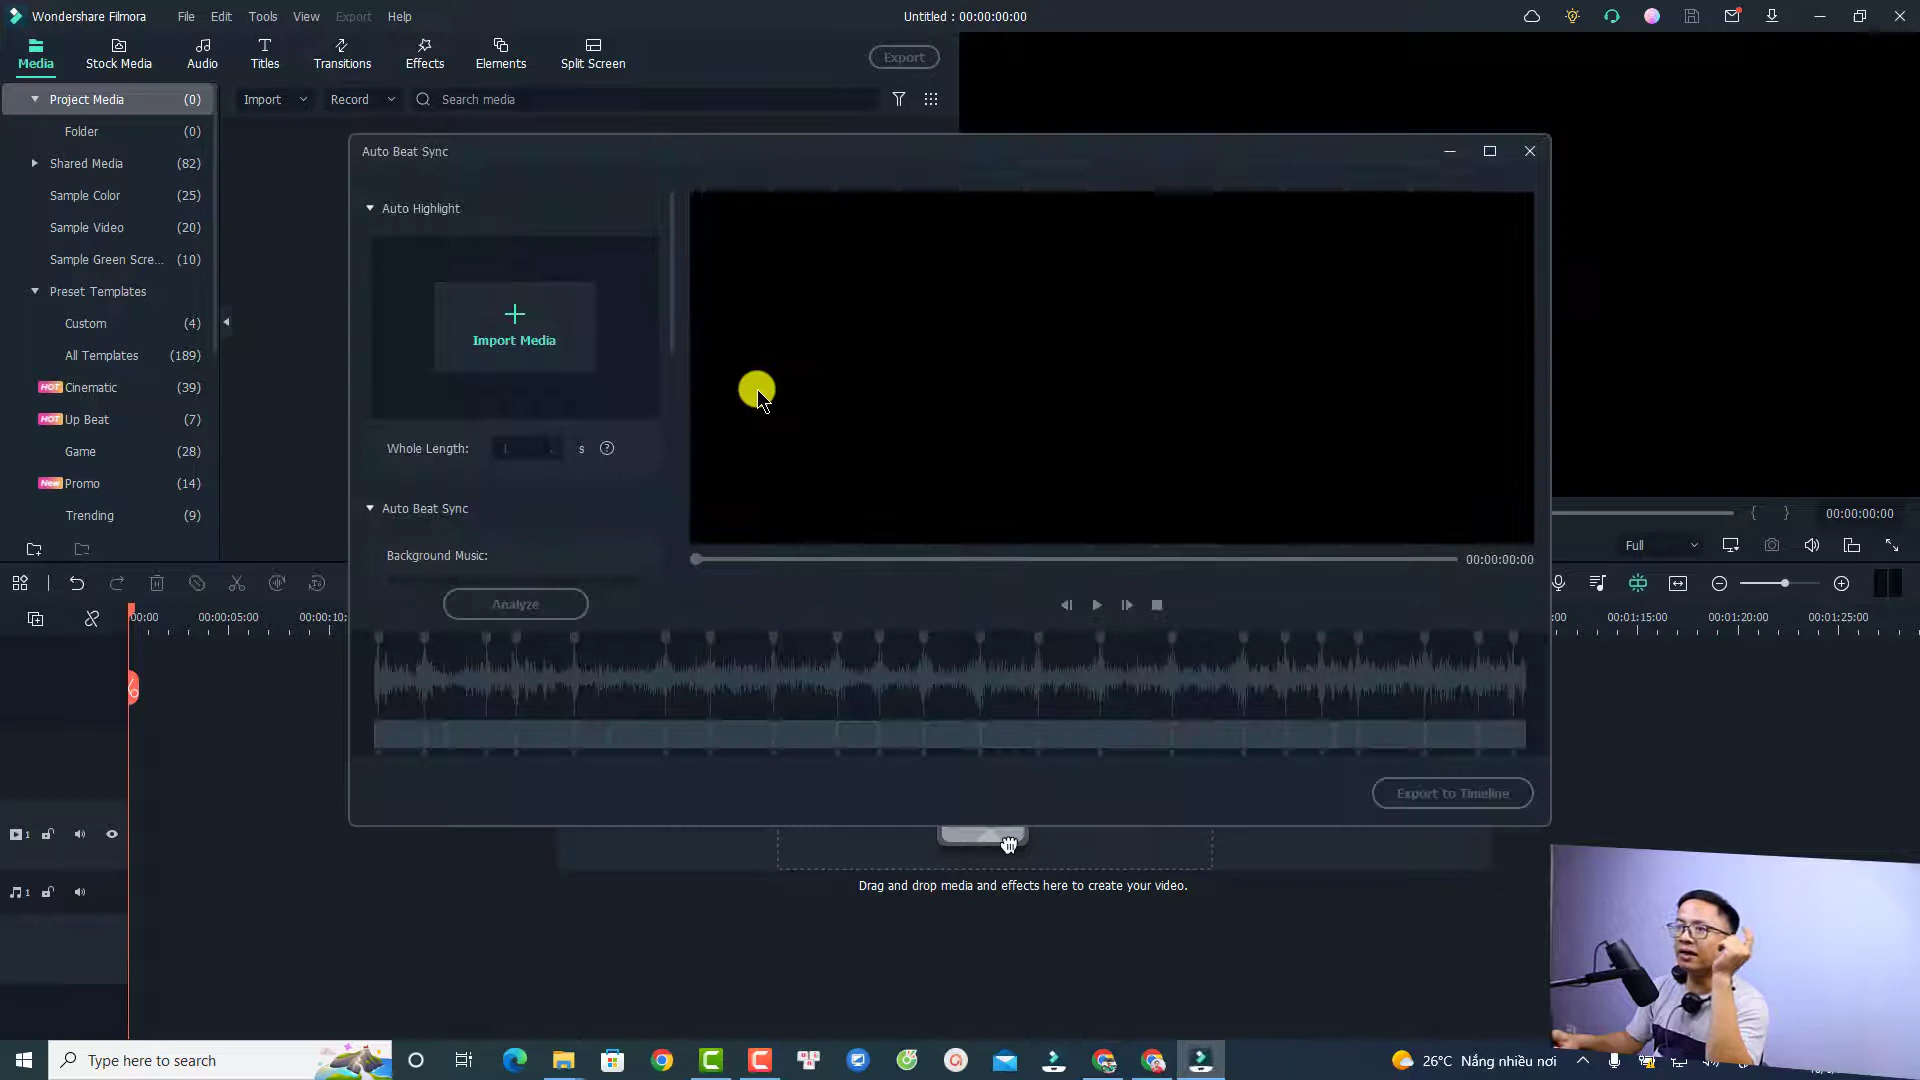 Wondershare Filmora
File Edit Tools View Export Help
Untitled : 00:00:00:00
Media Stock Media Audio Titles Transitions Effects Elements Split Screen
Export
Project Media (0)
Folder (0)
Shared Media (82)
Sample Color (25)
Sample Video (20)
Sample Green Scre... (10)
Preset Templates
Custom (4)
All Templates (189)
HOT Cinematic (39)
HOT Up Beat (7)
Game (28)
New Promo (14)
Trending (9)
Import Record Search media
Auto Beat Sync
Auto Highlight
Import Media
Whole Length: s ?
Auto Beat Sync
Background Music:
Analyze
00:00:00:00
Export to Timeline
{ } 00:00:00:00
Full
00:00 00:00:05:00 00:00:10:
:00 00:01:15:00 00:01:20:00 00:01:25:00
1
1
Drag and drop media and effects here to create your video.
Type here to search
26°C Nắng nhiều nơi